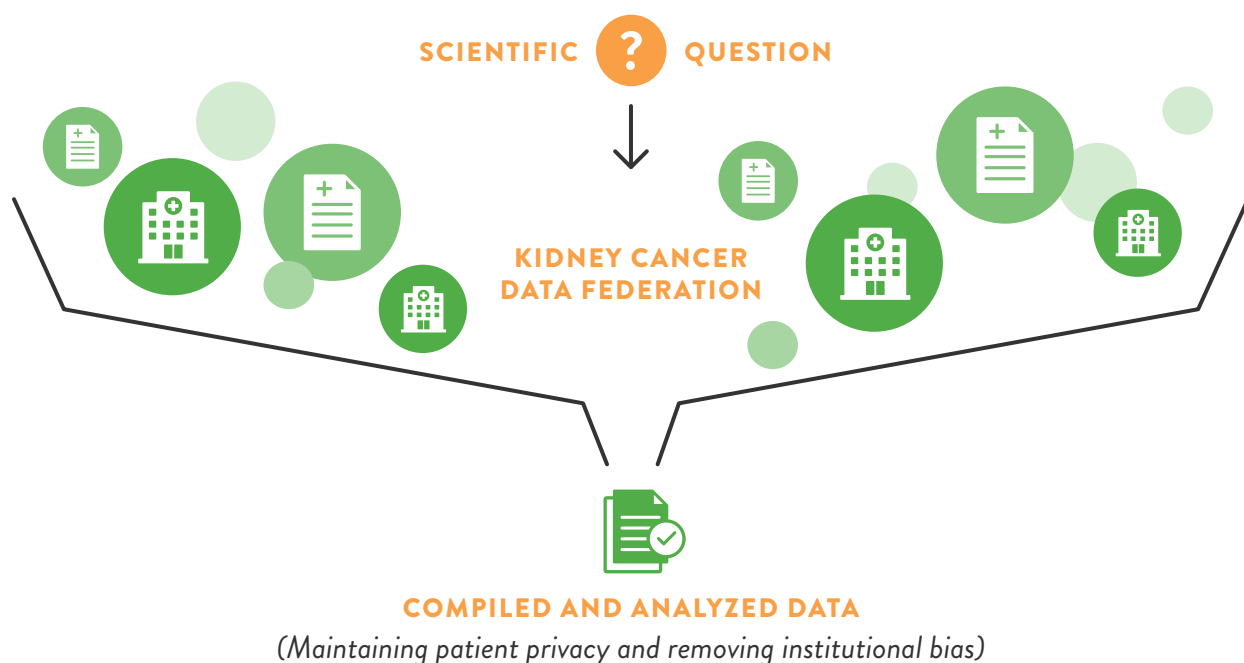 SCIENTIFIC ? QUESTION
KIDNEY CANCER
DATA FEDERATION
COMPILED AND ANALYZED DATA
(Maintaining patient privacy and removing institutional bias)